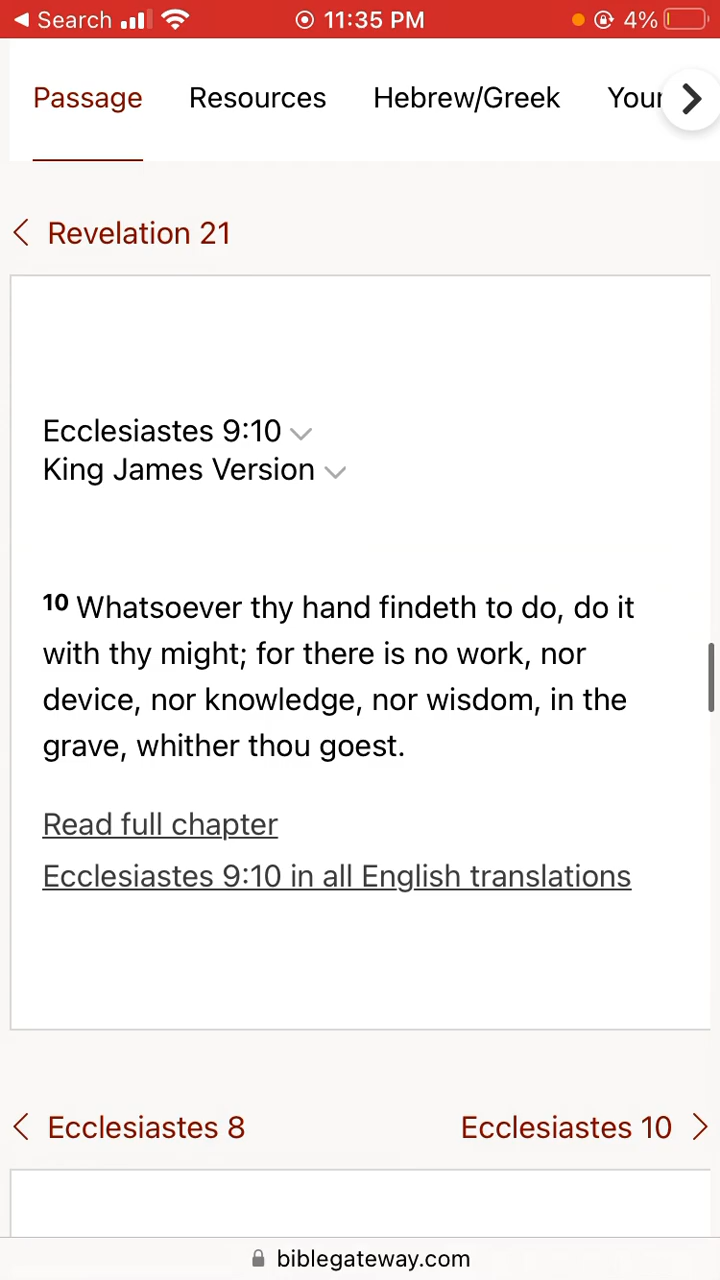 Search 11:35 PM 4%
Passage Resources Hebrew/Greek Your
Revelation 21
Ecclesiastes 9:10
King James Version
10 Whatsoever thy hand findeth to do, do it
with thy might; for there is no work, nor
device, nor knowledge, nor wisdom, in the
grave, whither thou goest.
Read full chapter
Ecclesiastes 9:10 in all English translations
Ecclesiastes 8 Ecclesiastes 10
biblegateway.com